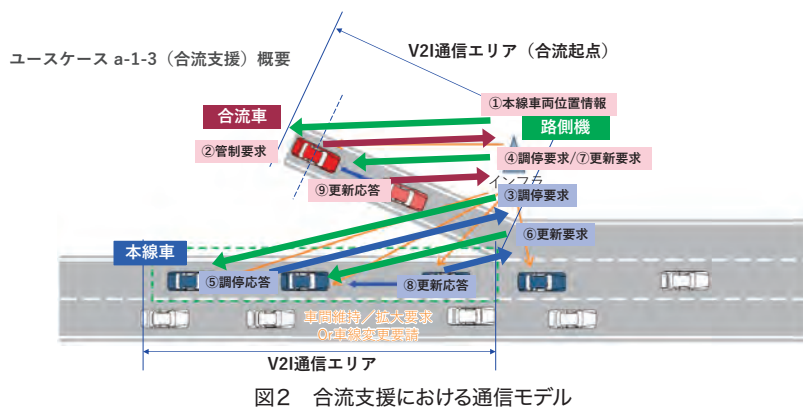 V2I通信エリア（合流起点）
ユースケース a-1-3（合流支援）概要
①本線車両位置情報
合流車
路側機
②管制要求
④調停要求/⑦更新要求
インフラ
⑨更新応答
③調停要求
⑥更新要求
本線車
⑤調停応答
⑧更新応答
車間維持／拡大要求
Or車線変更要請
V2I通信エリア
図2　合流支援における通信モデル